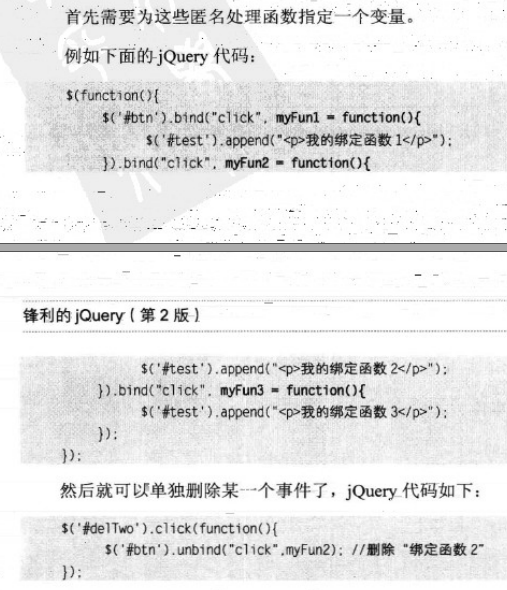 首先需要为这些匿名处理函数指定一个变量。
例如下面的 jQuery 代码：
$(function(){
$('#btn').bind("click", myFun1 = function(){
$('#test').append("<p>我的绑定函数 1</p>");
}).bind("click", myFun2 = function(){
锋利的 jQuery（第 2 版）
$('#test').append("<p>我的绑定函数 2</p>");
}).bind("click", myFun3 = function(){
$('#test').append("<p>我的绑定函数 3</p>");
});
});
然后就可以单独删除某一个事件了，jQuery 代码如下：
$('#delTwo').click(function(){
$('#btn').unbind("click",myFun2); //删除 “绑定函数 2”
});